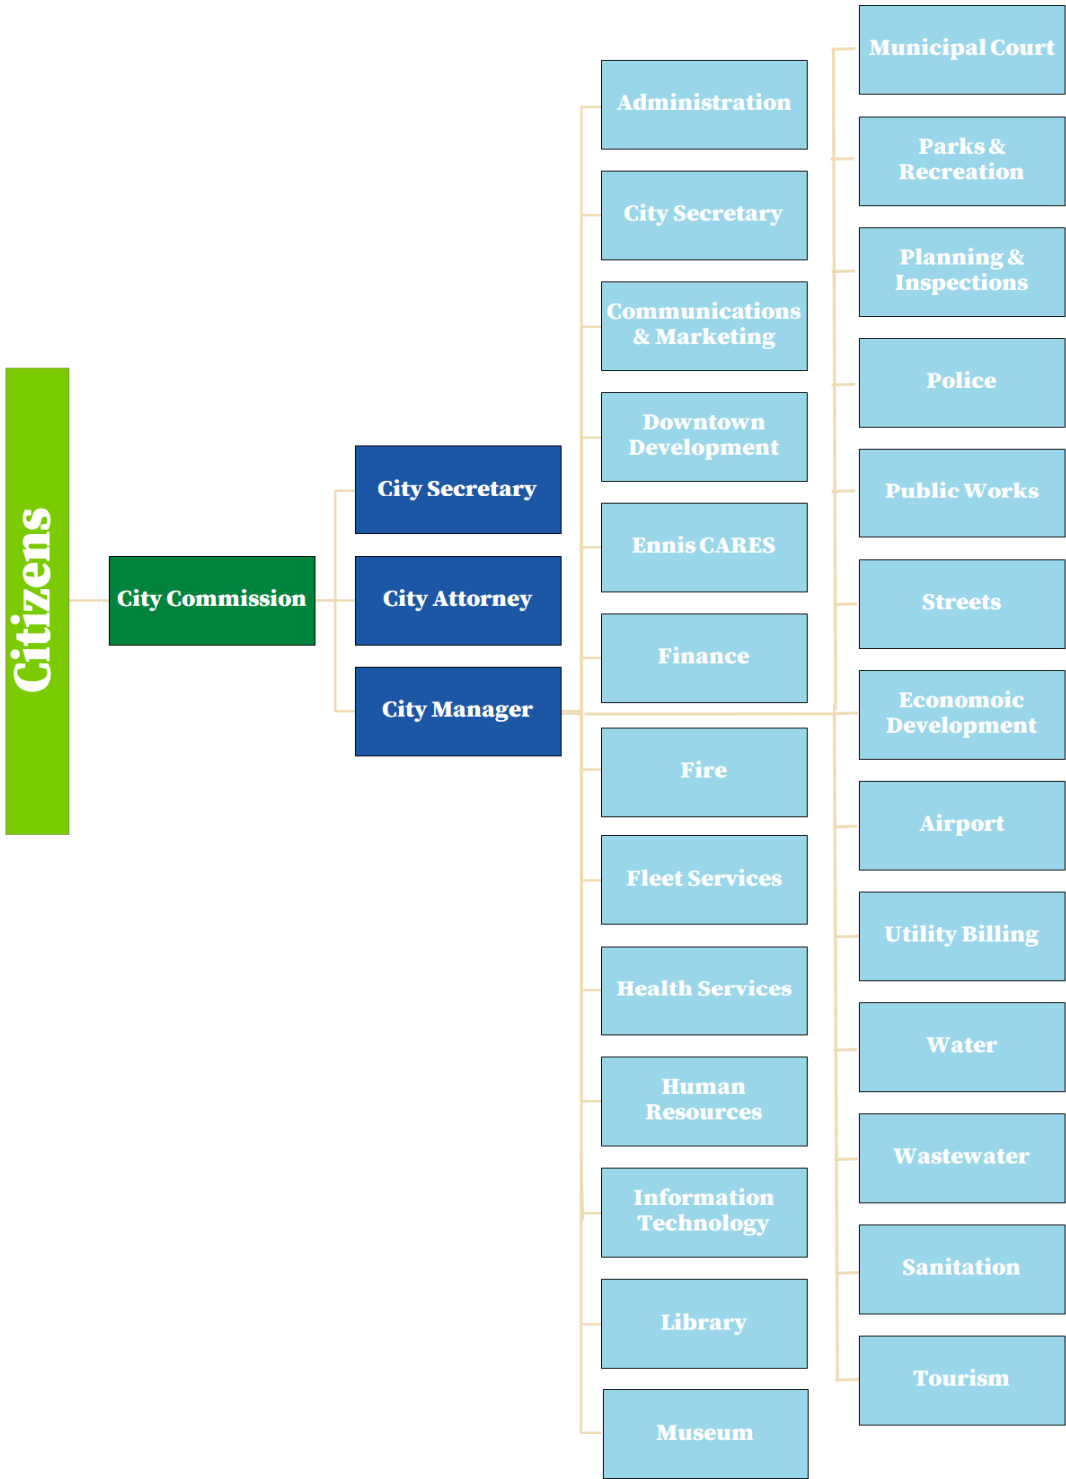 Citizens
City Commission
City Secretary
City Attorney
City Manager
Administration
City Secretary
Communications
& Marketing
Downtown
Development
Ennis CARES
Finance
Fire
Fleet Services
Health Services
Human
Resources
Information
Technology
Library
Museum
Municipal Court
Parks &
Recreation
Planning &
Inspections
Police
Public Works
Streets
Economoic
Development
Airport
Utility Billing
Water
Wastewater
Sanitation
Tourism